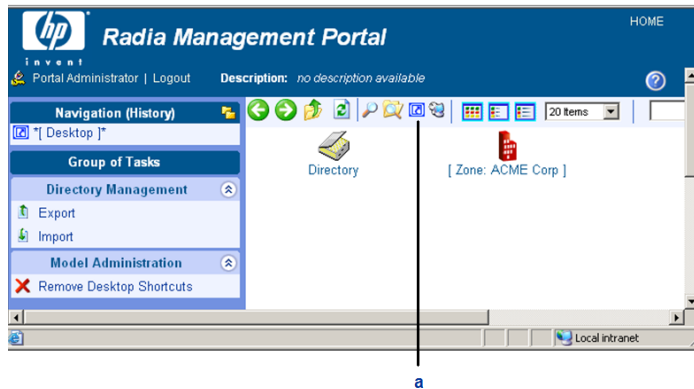 HOME
hp
invent
Radia Management Portal
Portal Administrator | Logout
Description: no description available
?
Navigation (History)
20 Items
*[ Desktop ]*
Group of Tasks
Directory
[ Zone: ACME Corp ]
Directory Management
Export
Import
Model Administration
Remove Desktop Shortcuts
Local intranet
a